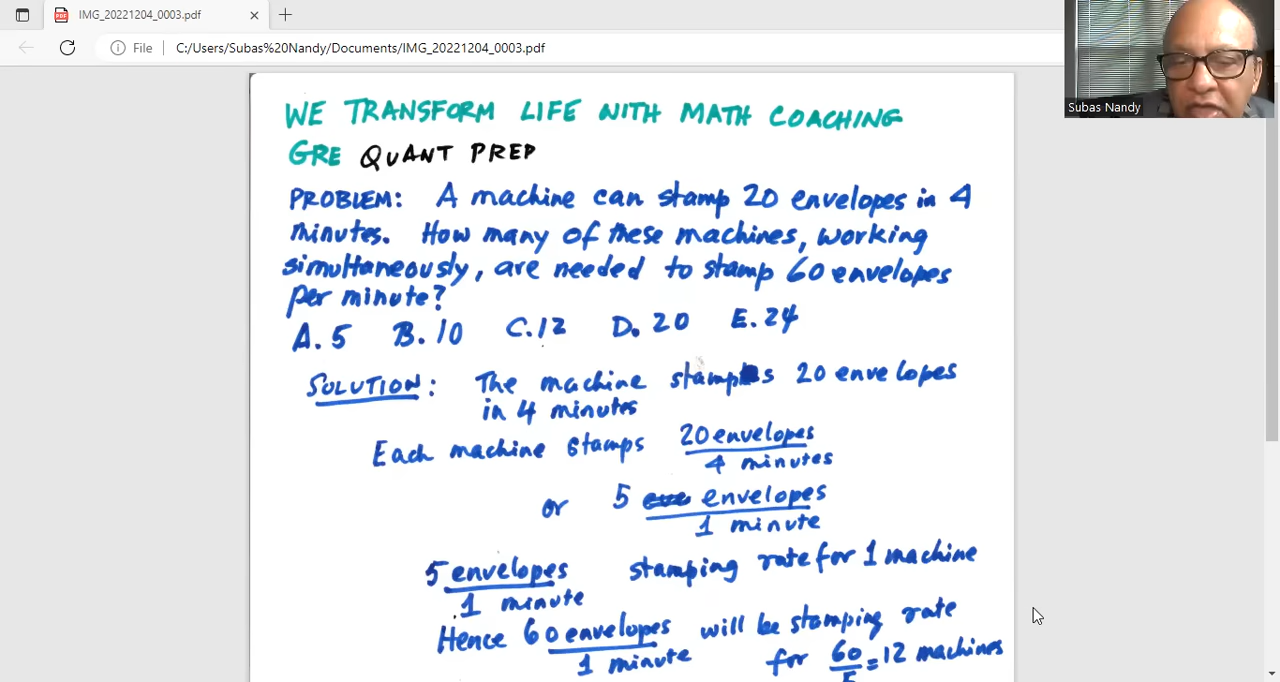 IMG_20221204_0003.pdf
File
C:/Users/Subas%20Nandy/Documents/IMG_20221204_0003.pdf
Subas Nandy
WE TRANSFORM LIFE WITH MATH COACHING
GRE QUANT PREP
PROBLEM: A machine can stamp 20 envelopes in 4
minutes. How many of these machines, working
simultaneously, are needed to stamp 60 envelopes
per minute?
A. 5 B. 10 C. 12 D. 20 E. 24
SOLUTION: The machine stamps 20 envelopes
in 4 minutes
Each machine stamps 20 envelopes
4 minutes
or 5 envelopes
1 minute
5 envelopes stamping rate for 1 machine
1 minute
Hence 60 envelopes will be stamping rate
1 minute for 60/5 = 12 machines